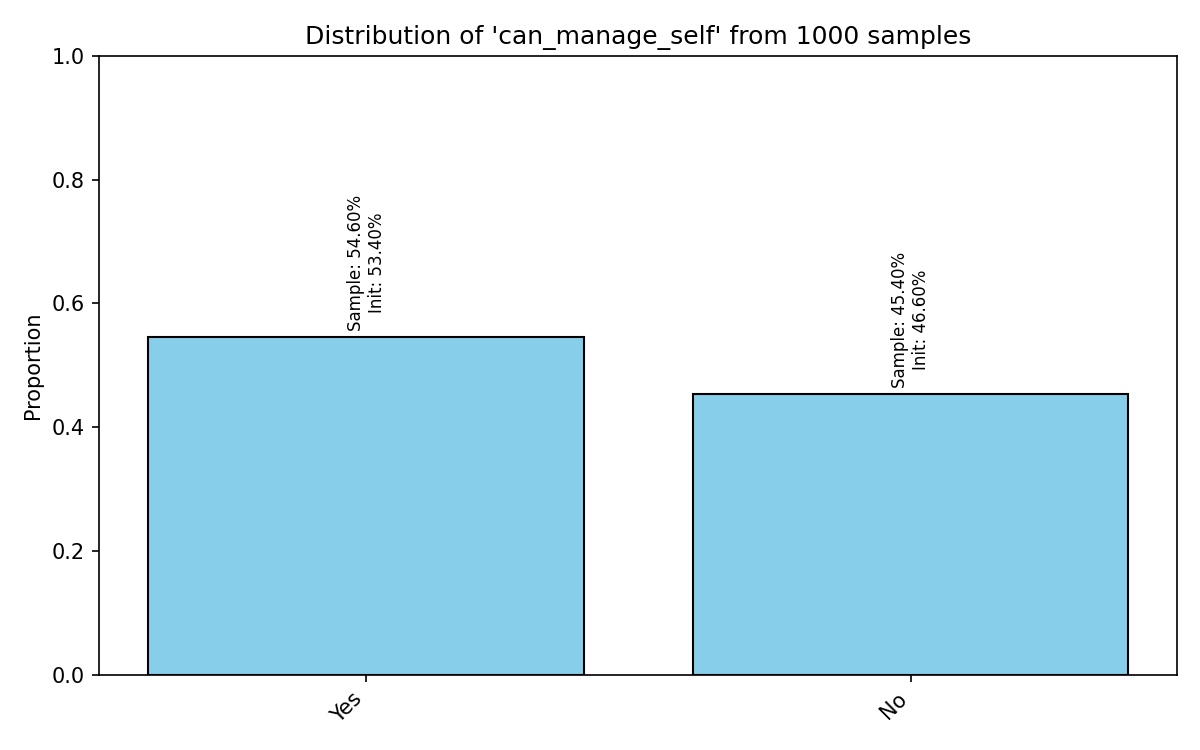 Distribution of 'can_manage_self' from 1000 samples
Proportion
1.0
0.8
0.6
0.4
0.2
0.0
Sample: 54.60%
Init: 53.40%
Sample: 45.40%
Init: 46.60%
Yes
No